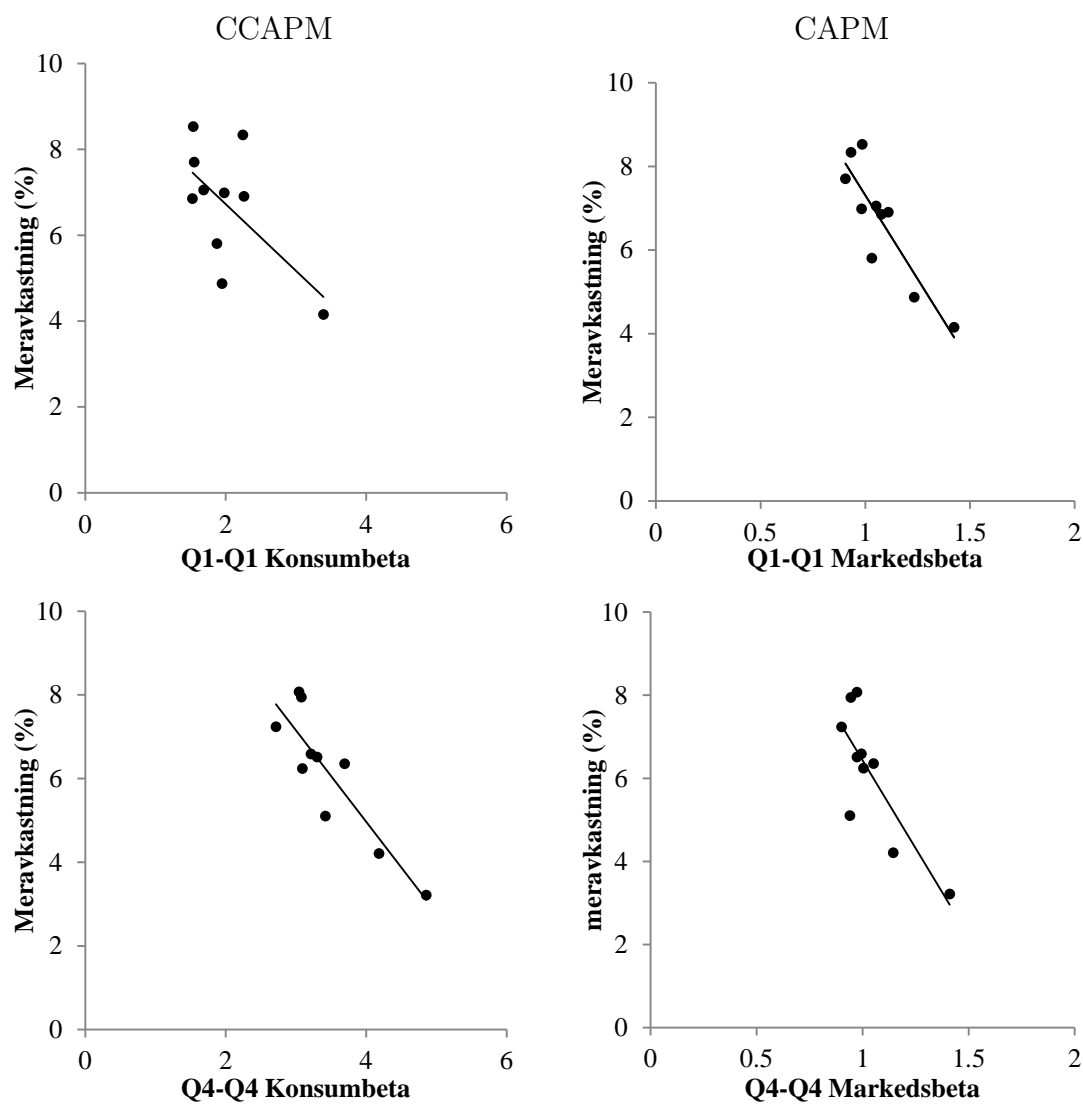 CCAPM
10
8
6
4
2
0
Meravkastning (%)
0 2 4 6
Q1-Q1 Konsumbeta
CAPM
10
8
6
4
2
0
Meravkastning (%)
0 0.5 1 1.5 2
Q1-Q1 Markedsbeta
10
8
6
4
2
0
Meravkastning (%)
0 2 4 6
Q4-Q4 Konsumbeta
10
8
6
4
2
0
meravkastning (%)
0 0.5 1 1.5 2
Q4-Q4 Markedsbeta